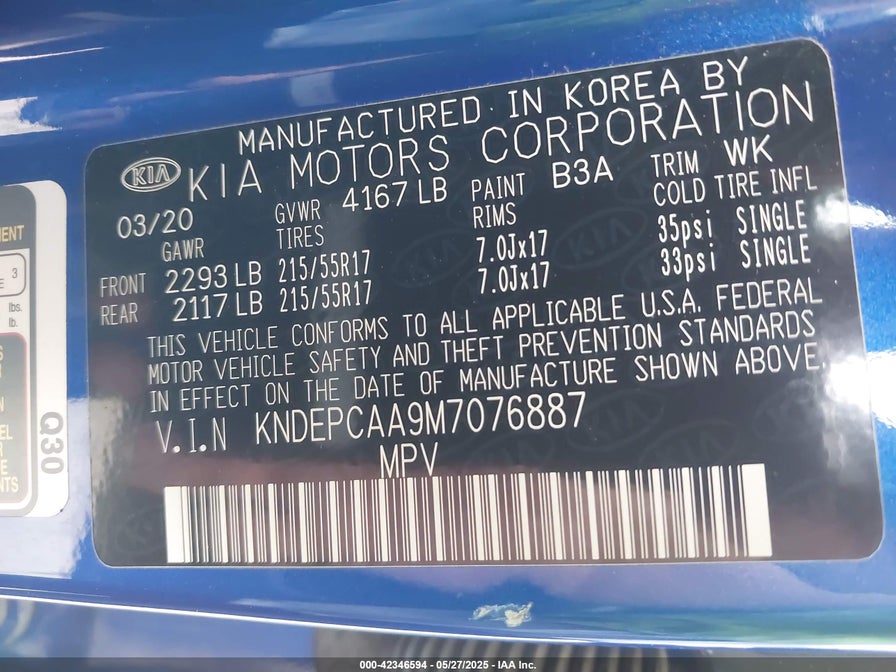 MANUFACTURED IN KOREA BY
KIA KIA MOTORS CORPORATION
03/20 GVWR 4167 LB PAINT B3A TRIM WK
GAWR TIRES RIMS COLD TIRE INFL
FRONT 2293 LB 215/55R17 7.0Jx17 35psi SINGLE
REAR 2117 LB 215/55R17 7.0Jx17 33psi SINGLE
THIS VEHICLE CONFORMS TO ALL APPLICABLE U.S.A. FEDERAL
MOTOR VEHICLE SAFETY AND THEFT PREVENTION STANDARDS
IN EFFECT ON THE DATE OF MANUFACTURE SHOWN ABOVE.
V.I.N KNDEPCAA9M7076887
MPV
3
lbs.
lb.
Q30
000-42346594 - 05/27/2025 - IAA Inc.